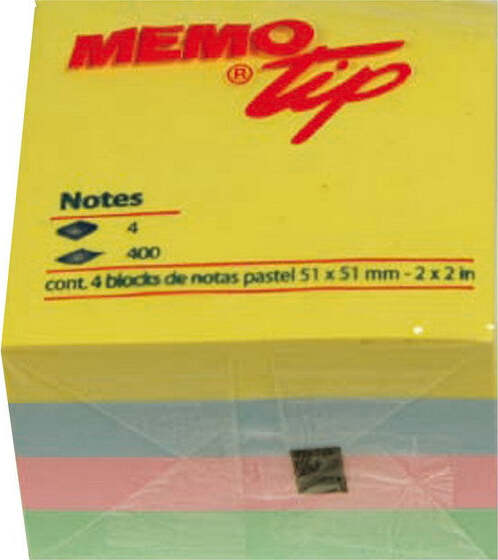 MEMO
® Tip
Notes
4
400
cont. 4 blocks de notas pastel 51 x 51 mm - 2 x 2 in